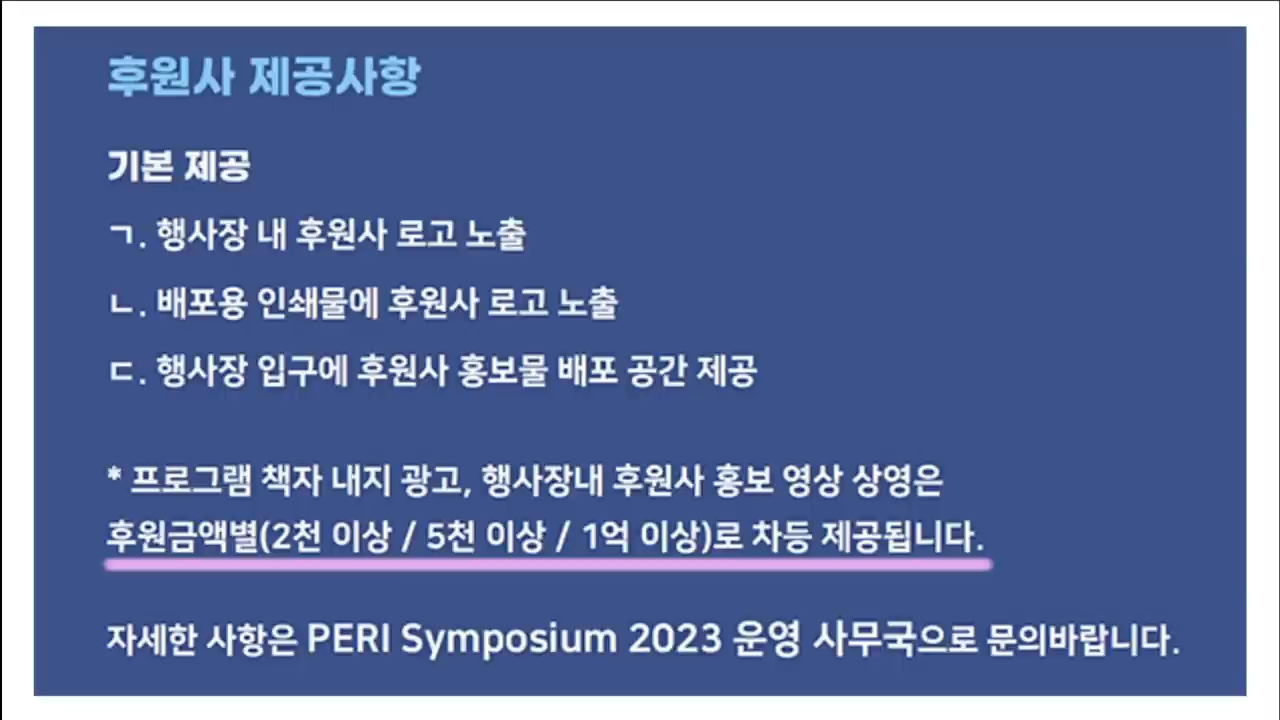 후원사 제공사항
기본 제공
ㄱ. 행사장 내 후원사 로고 노출
ㄴ. 배포용 인쇄물에 후원사 로고 노출
ㄷ. 행사장 입구에 후원사 홍보물 배포 공간 제공
* 프로그램 책자 내지 광고, 행사장내 후원사 홍보 영상 상영은
후원금액별(2천 이상 / 5천 이상 / 1억 이상)로 차등 제공됩니다.
자세한 사항은 PERI Symposium 2023 운영 사무국으로 문의바랍니다.